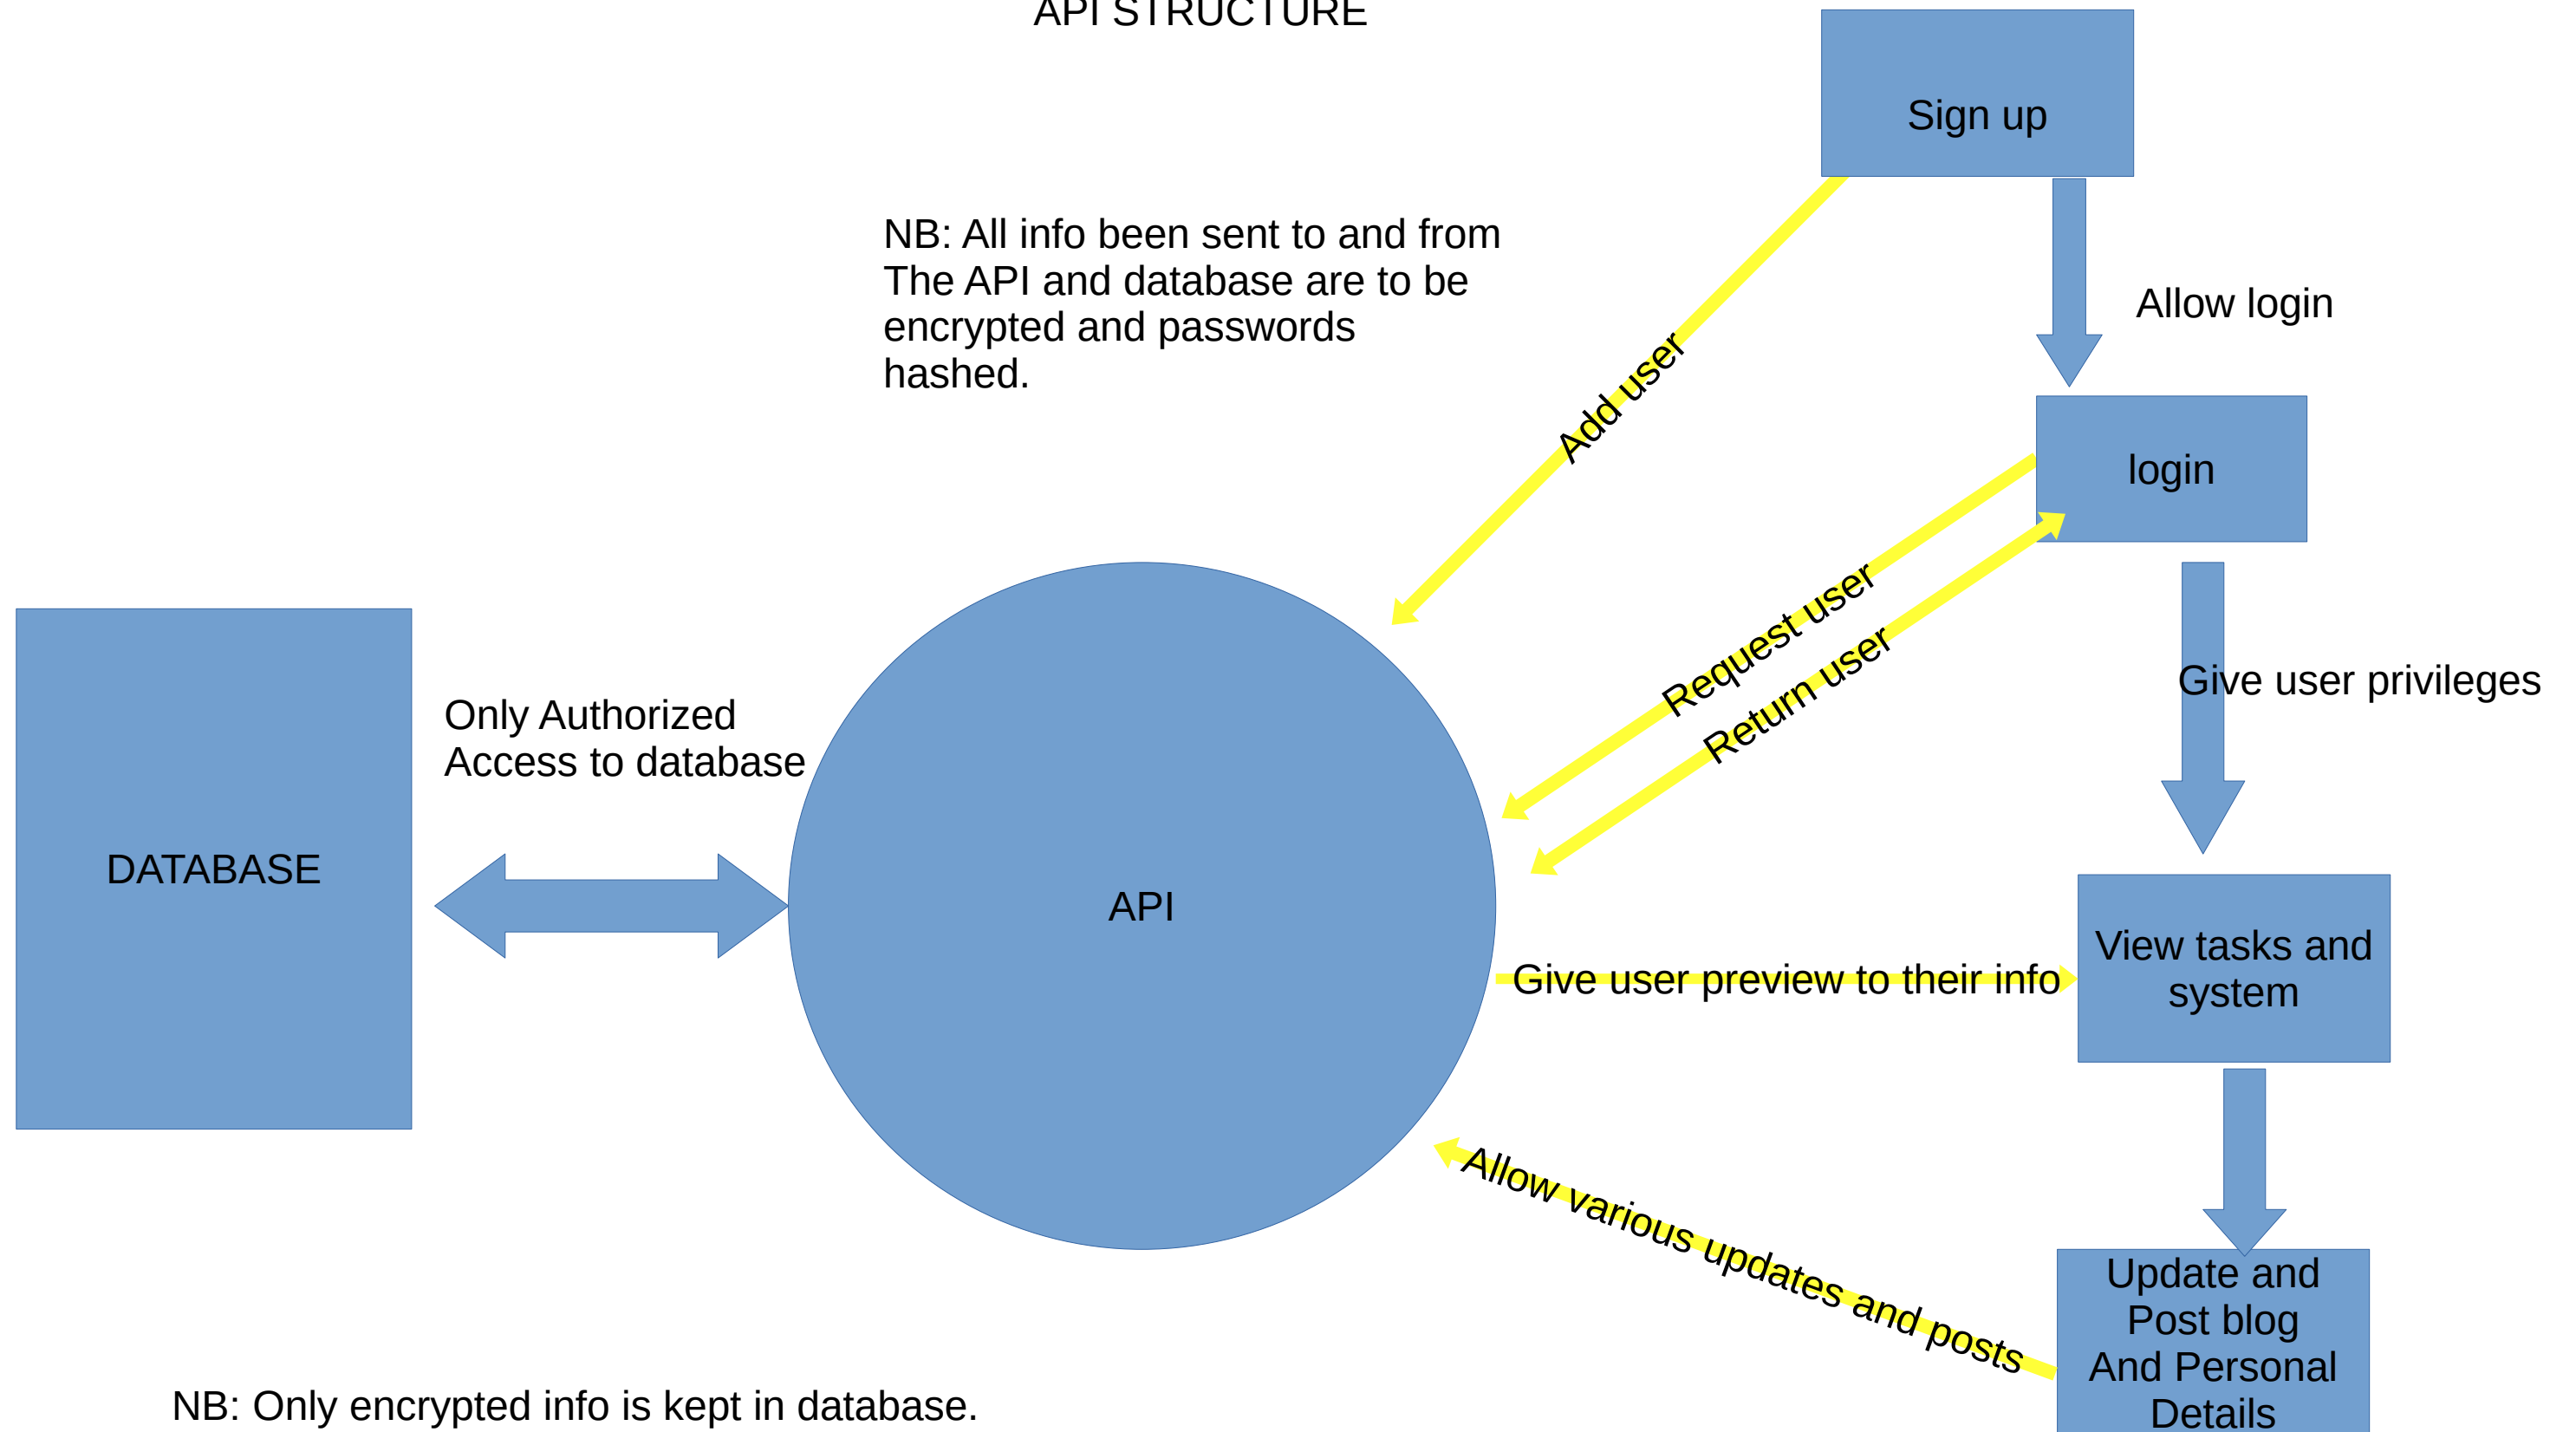 API STRUCTURE
Sign up
NB: All info been sent to and from
The API and database are to be
encrypted and passwords
hashed.
Allow login
Add user
login
Request user
Return user
Give user privileges
Only Authorized
Access to database
DATABASE
API
View tasks and
system
Give user preview to their info
Allow various updates and posts
Update and
Post blog
And Personal
Details
NB: Only encrypted info is kept in database.